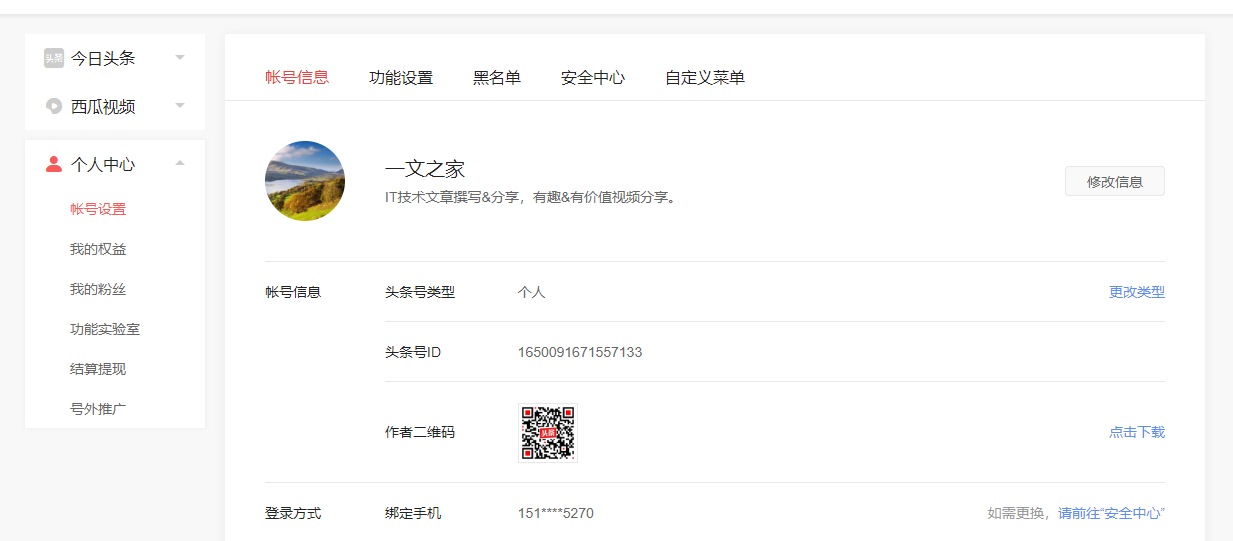 头条 今日头条
西瓜视频
个人中心
帐号设置
我的权益
我的粉丝
功能实验室
结算提现
号外推广
帐号信息 功能设置 黑名单 安全中心 自定义菜单
一文之家
IT技术文章撰写&分享，有趣&有价值视频分享。
修改信息
帐号信息 头条号类型 个人 更改类型
头条号ID 1650091671557133
作者二维码 头条 点击下载
登录方式 绑定手机 151****5270 如需更换，请前往“安全中心”